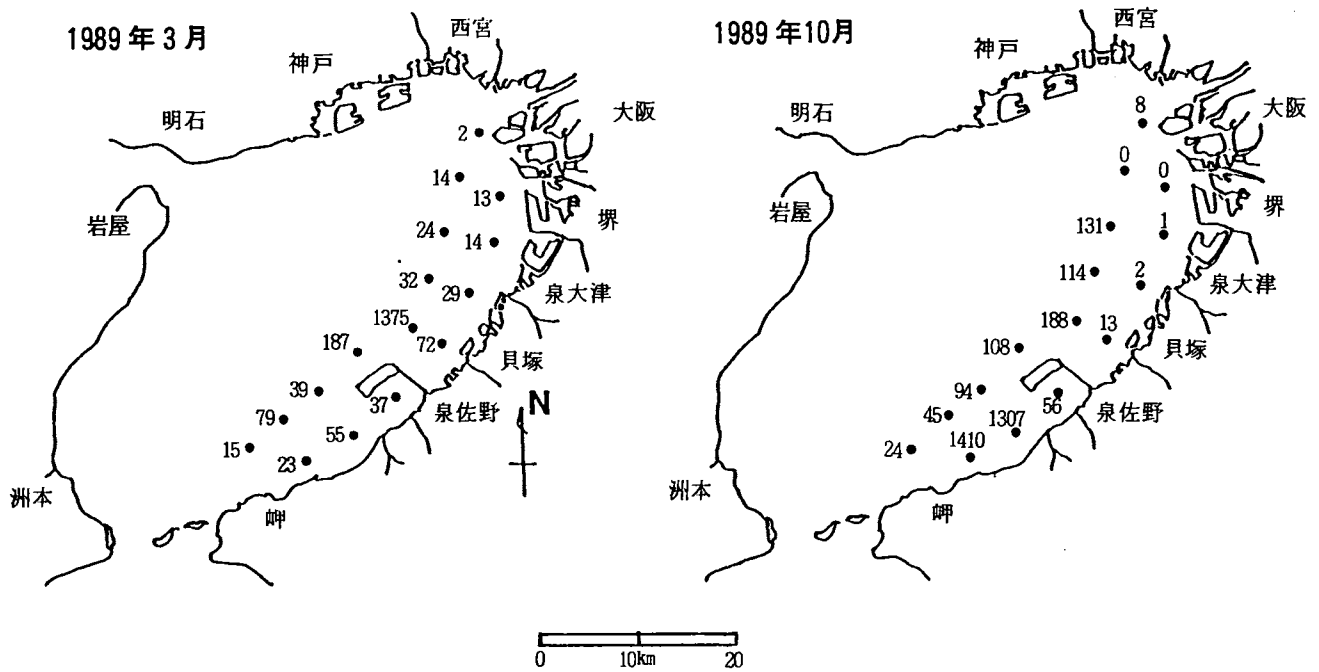 1989年3月
西宮
神戸
明石
大阪
2
14
13
岩屋
堺
24
14
32
29
泉大津
1375
72
187
貝塚
39
37
泉佐野
N
79
55
15
23
洲本
岬
1989年10月
西宮
神戸
明石
大阪
8
0
0
岩屋
堺
131
1
114
2
泉大津
188
13
108
貝塚
94
56
泉佐野
45
1307
24
1410
洲本
岬
0
10km
20